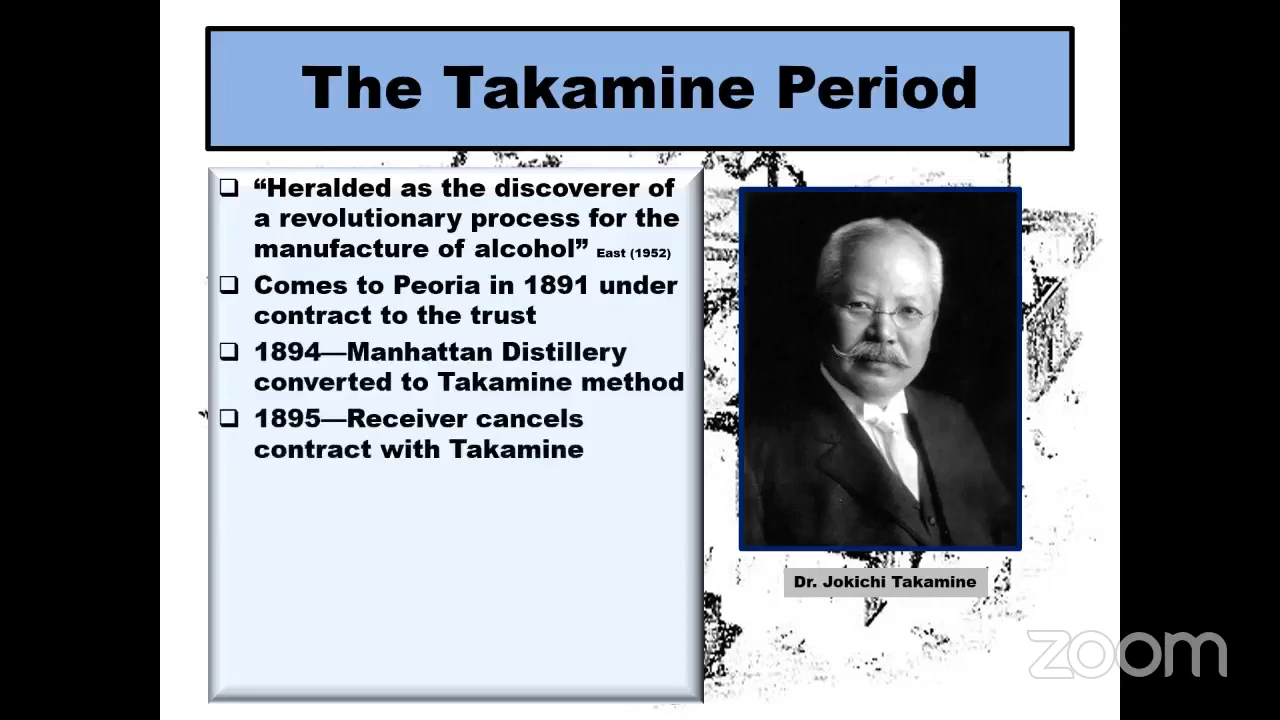 The Takamine Period
❑ “Heralded as the discoverer of
a revolutionary process for the
manufacture of alcohol” East (1952)
❑ Comes to Peoria in 1891 under
contract to the trust
❑ 1894—Manhattan Distillery
converted to Takamine method
❑ 1895—Receiver cancels
contract with Takamine
Dr. Jokichi Takamine
zoom